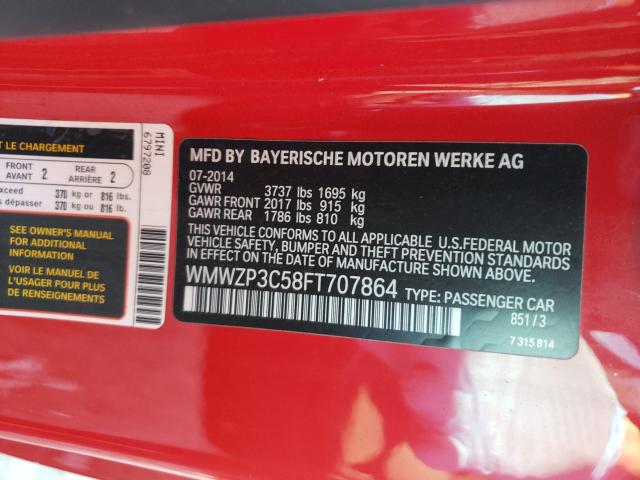 T LE CHARGEMENT
FRONT AVANT 2 REAR ARRIÈRE 2
exceed 370 kg or 816 lbs.
s dépasser 370 kg ou 816 lb.
SEE OWNER'S MANUAL
FOR ADDITIONAL
INFORMATION
VOIR LE MANUEL DE
L'USAGER POUR PLUS
DE RENSEIGNEMENTS
MINI
6797208
MFD BY BAYERISCHE MOTOREN WERKE AG
07-2014
GVWR 3737 lbs 1695 kg
GAWR FRONT 2017 lbs 915 kg
GAWR REAR 1786 lbs 810 kg
THIS VEHICLE CONFORMS TO ALL APPLICABLE U.S.FEDERAL MOTOR
VEHICLE SAFETY, BUMPER, AND THEFT PREVENTION STANDARDS
IN EFFECT ON THE DATE OF MANUFACTURE SHOWN ABOVE.
WMWZP3C58FT707864 TYPE: PASSENGER CAR
851/3
7 315 814